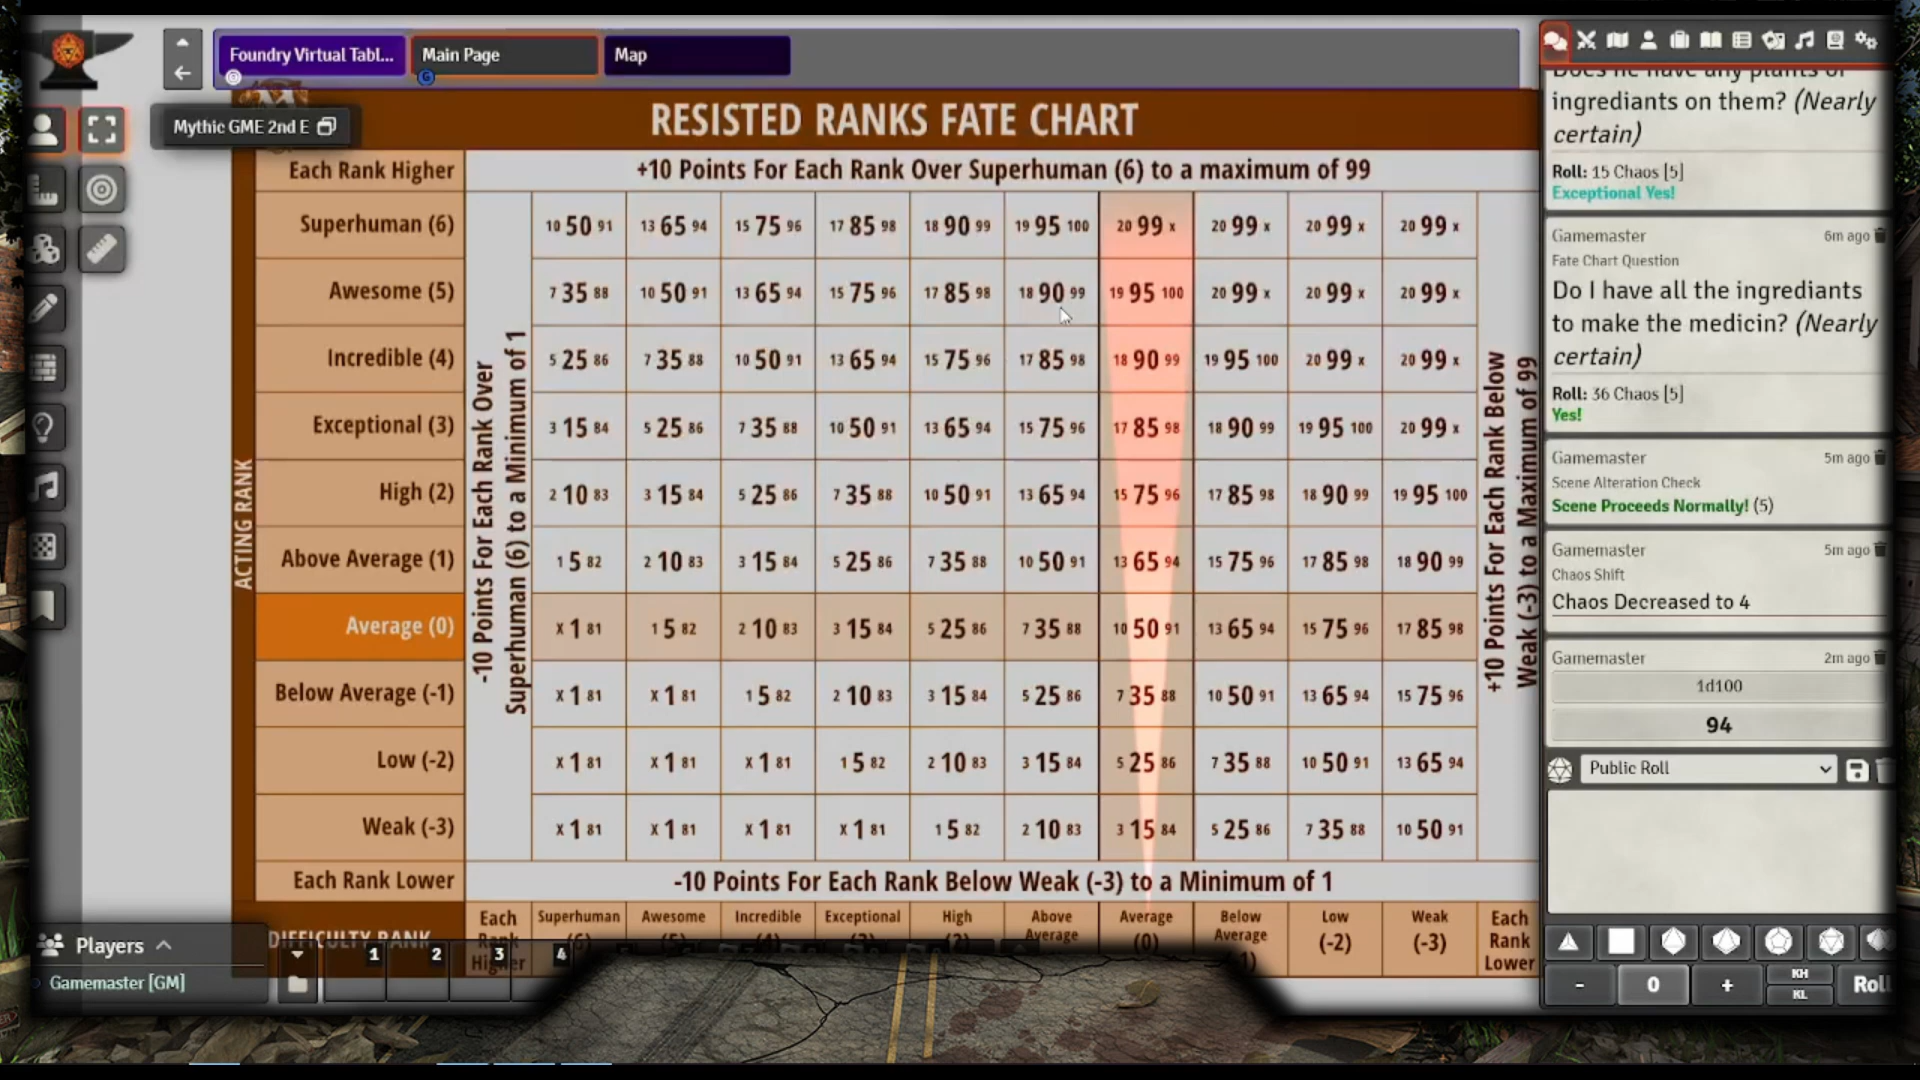 Foundry Virtual Tabl...
Main Page
Map
G
G
Mythic GME 2nd E
RESISTED RANKS FATE CHART
Each Rank Higher
+10 Points For Each Rank Over Superhuman (6) to a maximum of 99
Superhuman (6) 10 50 91 13 65 94 15 75 96 17 85 98 18 90 99 19 95 100 20 99 x 20 99 x 20 99 x 20 99 x
Awesome (5) 7 35 88 10 50 91 13 65 94 15 75 96 17 85 98 18 90 99 19 95 100 20 99 x 20 99 x 20 99 x
Incredible (4) 5 25 86 7 35 88 10 50 91 13 65 94 15 75 96 17 85 98 18 90 99 19 95 100 20 99 x 20 99 x
Exceptional (3) 3 15 84 5 25 86 7 35 88 10 50 91 13 65 94 15 75 96 17 85 98 18 90 99 19 95 100 20 99 x
High (2) 2 10 83 3 15 84 5 25 86 7 35 88 10 50 91 13 65 94 15 75 96 17 85 98 18 90 99 19 95 100
Above Average (1) 1 5 82 2 10 83 3 15 84 5 25 86 7 35 88 10 50 91 13 65 94 15 75 96 17 85 98 18 90 99
Average (0) x 1 81 1 5 82 2 10 83 3 15 84 5 25 86 7 35 88 10 50 91 13 65 94 15 75 96 17 85 98
Below Average (-1) x 1 81 x 1 81 1 5 82 2 10 83 3 15 84 5 25 86 7 35 88 10 50 91 13 65 94 15 75 96
Low (-2) x 1 81 x 1 81 x 1 81 1 5 82 2 10 83 3 15 84 5 25 86 7 35 88 10 50 91 13 65 94
Weak (-3) x 1 81 x 1 81 x 1 81 x 1 81 1 5 82 2 10 83 3 15 84 5 25 86 7 35 88 10 50 91
Each Rank Lower
-10 Points For Each Rank Below Weak (-3) to a Minimum of 1
ACTING RANK
-10 Points For Each Rank Over
Superhuman (6) to a Minimum of 1
+10 Points For Each Rank Below
Weak (-3) to a Maximum of 99
DIFFICULTY RANK
Each Rank Higher
Superhuman (6)
Awesome (5)
Incredible (4)
Exceptional (3)
High (2)
Above Average
Average (0)
Below Average
Low (-2)
Weak (-3)
Each Rank Lower
Players
Gamemaster [GM]
1 2 3 4
Does he have any plants or
ingrediants on them? (Nearly
certain)
Roll: 15 Chaos [5]
Exceptional Yes!
Gamemaster 6m ago
Fate Chart Question
Do I have all the ingrediants
to make the medicin? (Nearly
certain)
Roll: 36 Chaos [5]
Yes!
Gamemaster 5m ago
Scene Alteration Check
Scene Proceeds Normally! (5)
Gamemaster 5m ago
Chaos Shift
Chaos Decreased to 4
Gamemaster 2m ago
1d100
94
Public Roll
- 0 + KH
KL
Roll